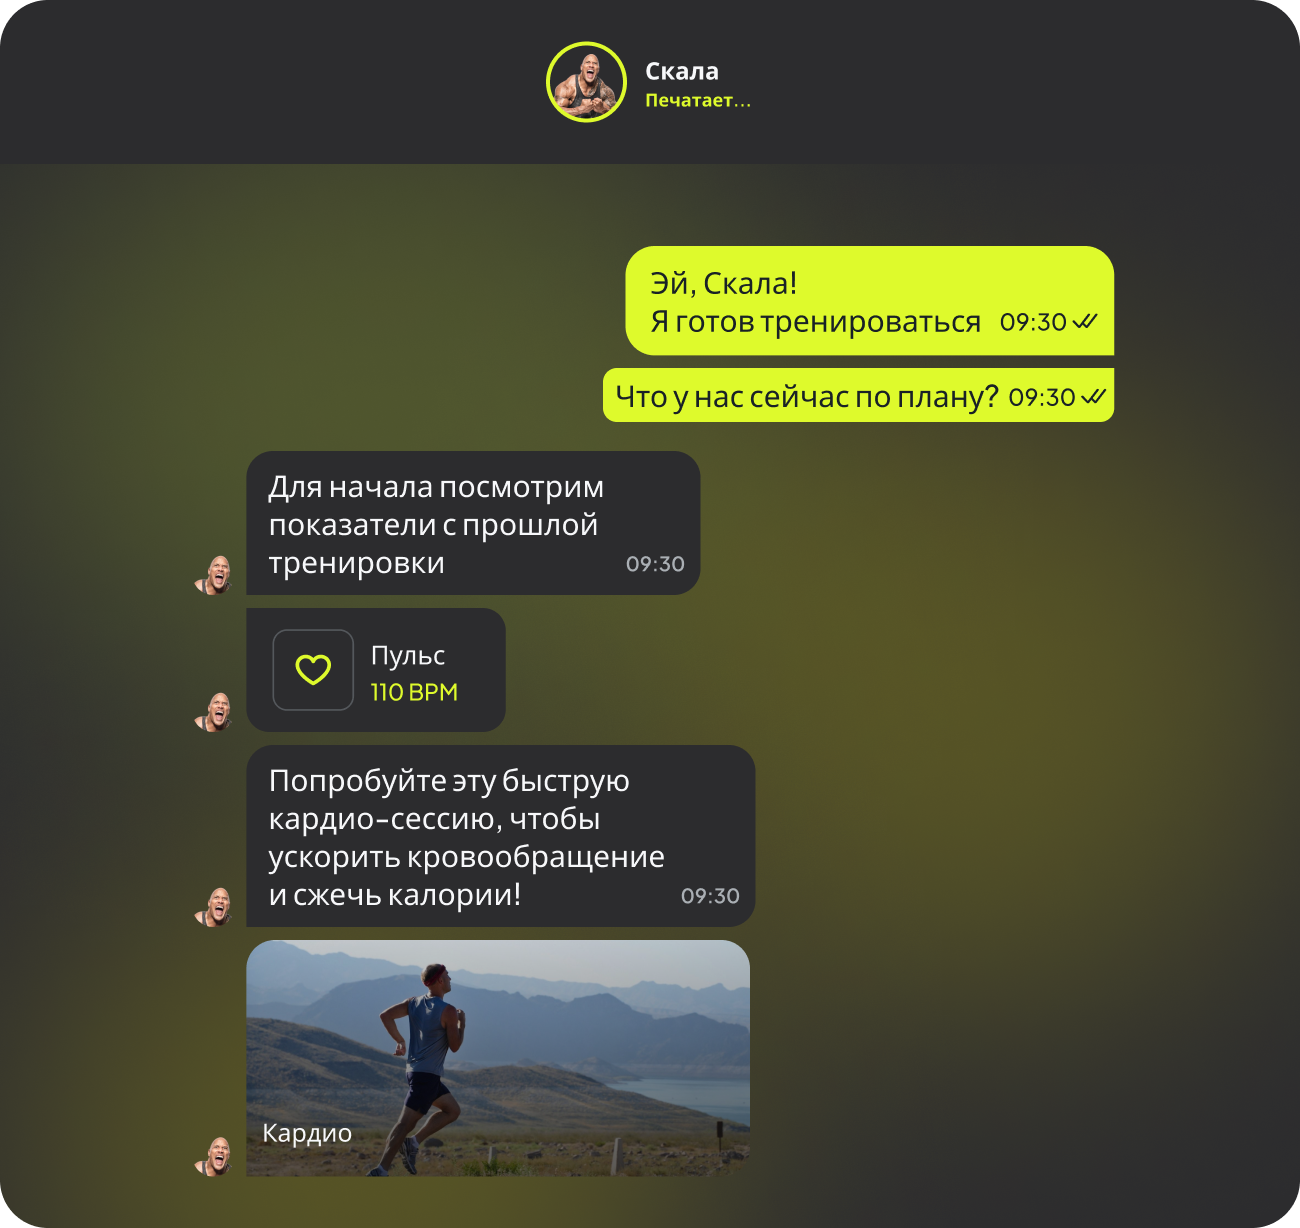 Скала
Печатает...
Эй, Скала!
Я готов тренироваться 09:30
Что у нас сейчас по плану? 09:30
Для начала посмотрим
показатели с прошлой
тренировки 09:30
Пульс
110 BPM
Попробуйте эту быструю
кардио-сессию, чтобы
ускорить кровообращение
и сжечь калории! 09:30
Кардио